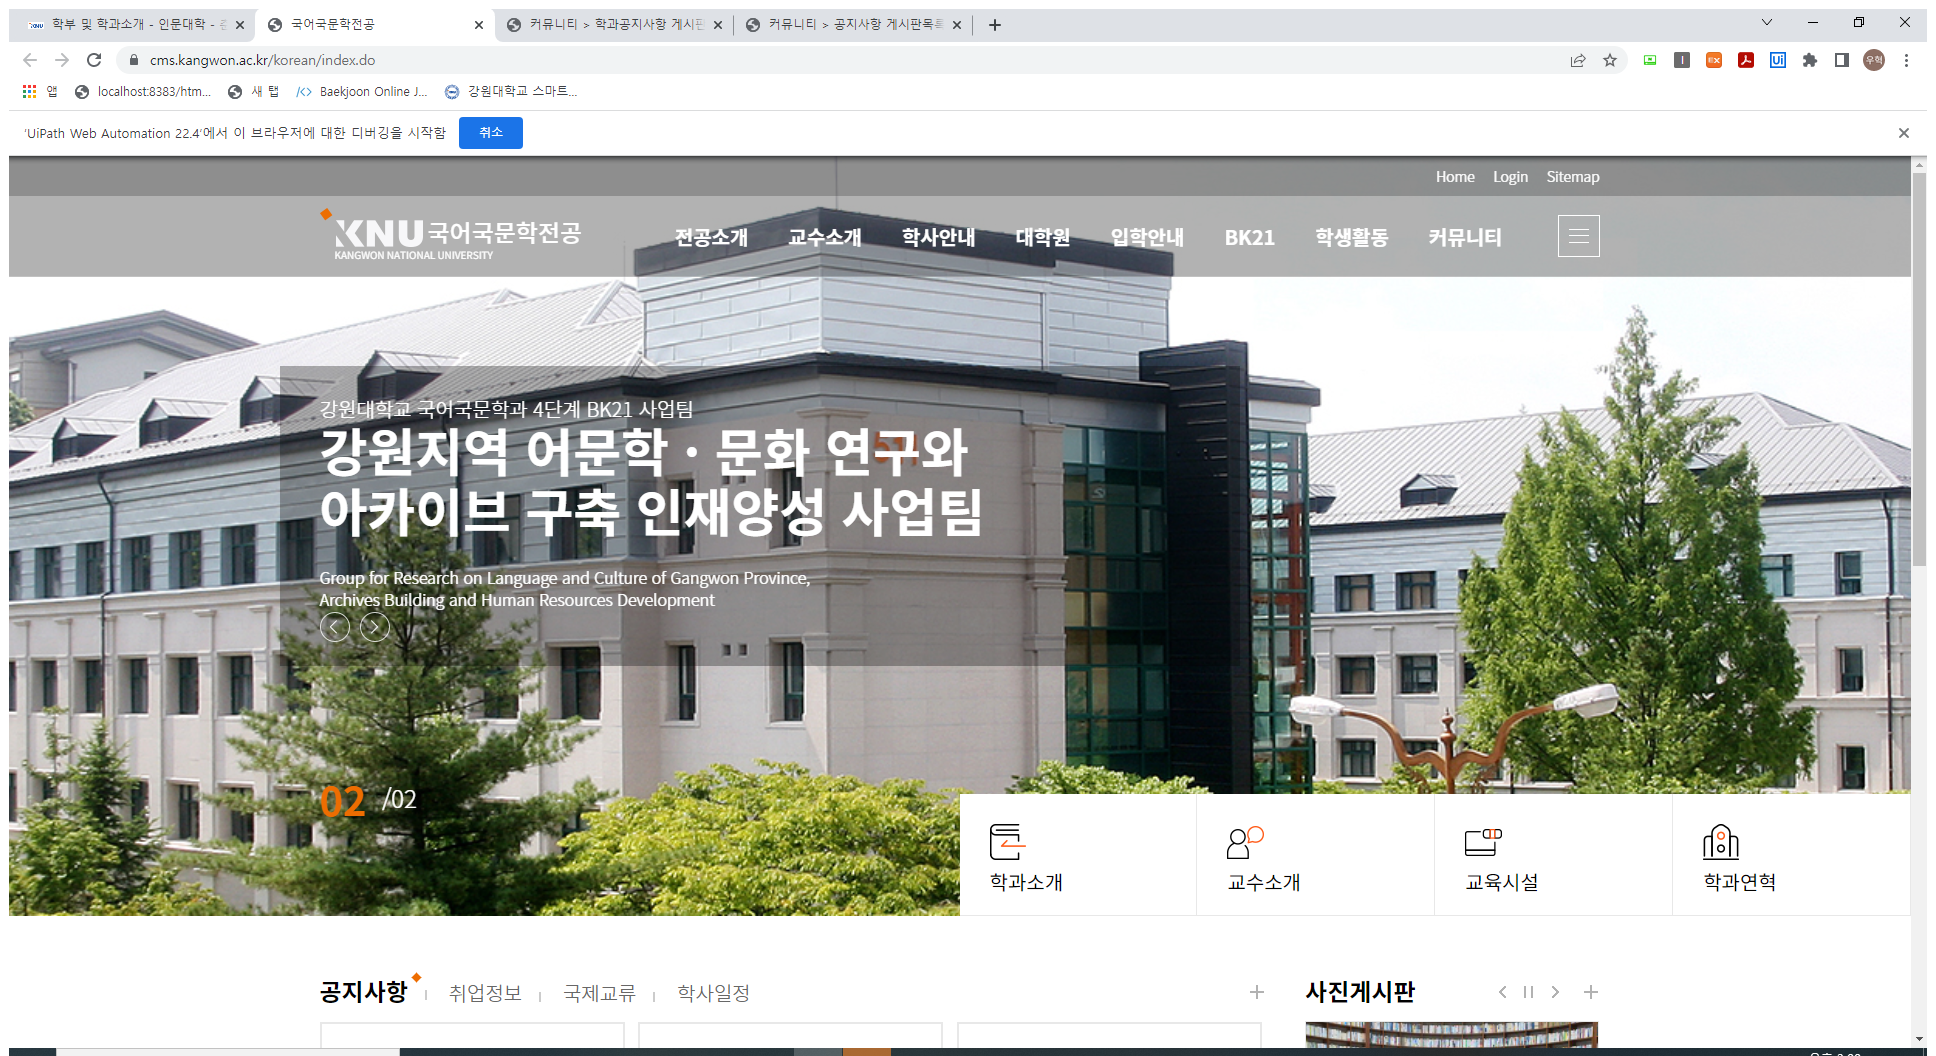 학부 및 학과소개 - 인문대학 -
국어국문학전공
커뮤니티 > 학과공지사항 게시판
커뮤니티 > 공지사항 게시판목록
cms.kangwon.ac.kr/korean/index.do
우혁
앱
localhost:8383/htm...
새 탭
Baekjoon Online J...
강원대학교 스마트...
'UiPath Web Automation 22.4'에서 이 브라우저에 대한 디버깅을 시작함
취소
Home
Login
Sitemap
KNU 국어국문학전공
KANGWON NATIONAL UNIVERSITY
전공소개
교수소개
학사안내
대학원
입학안내
BK21
학생활동
커뮤니티
강원대학교 국어국문학과 4단계 BK21 사업팀
강원지역 어문학 · 문화 연구와
아카이브 구축 인재양성 사업팀
Group for Research on Language and Culture of Gangwon Province,
Archives Building and Human Resources Development
02 /02
학과소개
교수소개
교육시설
학과연혁
공지사항
취업정보
국제교류
학사일정
사진게시판